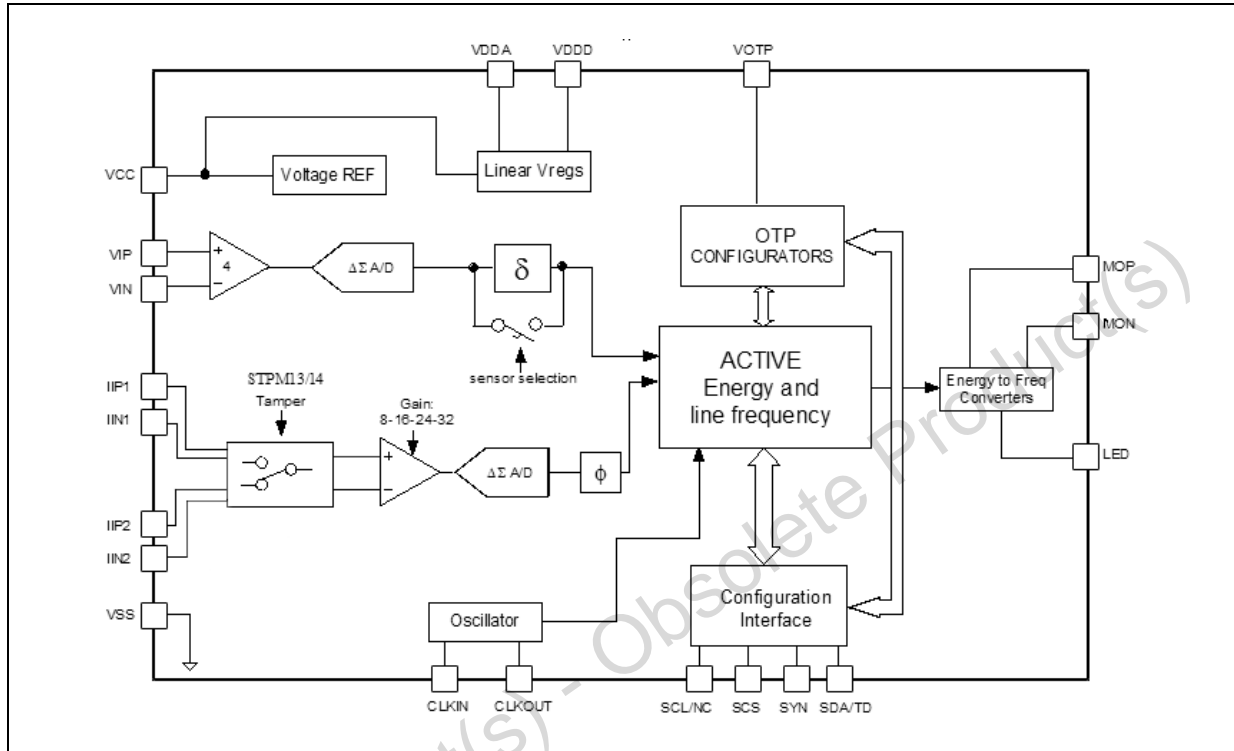 VDDA
VDDD
VOTP
VCC
Voltage REF
Linear Vregs
VIP
VIN
+
4
−
ΔΣ A/D
δ
sensor selection
OTP
CONFIGURATORS
MOP
MON
ACTIVE
Energy and
line frequency
Energy to Freq
Converters
LED
IIP1
IIN1
STPM13/14
Tamper
Gain:
8-16-24-32
+
−
ΔΣ A/D
ϕ
IIP2
IIN2
VSS
Oscillator
Configuration
Interface
CLKIN
CLKOUT
SCL/NC
SCS
SYN
SDA/TD
(s) - Obsolete Product(s)